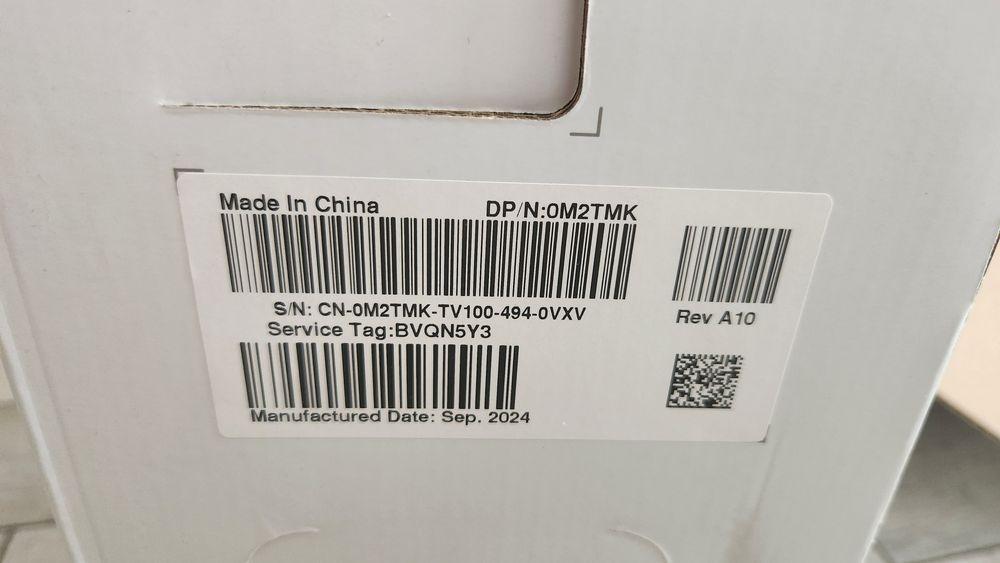 Made In China DP/N:0M2TMK
S/N: CN-0M2TMK-TV100-494-0VXV
Service Tag:BVQN5Y3
Manufactured Date: Sep. 2024
Rev A10